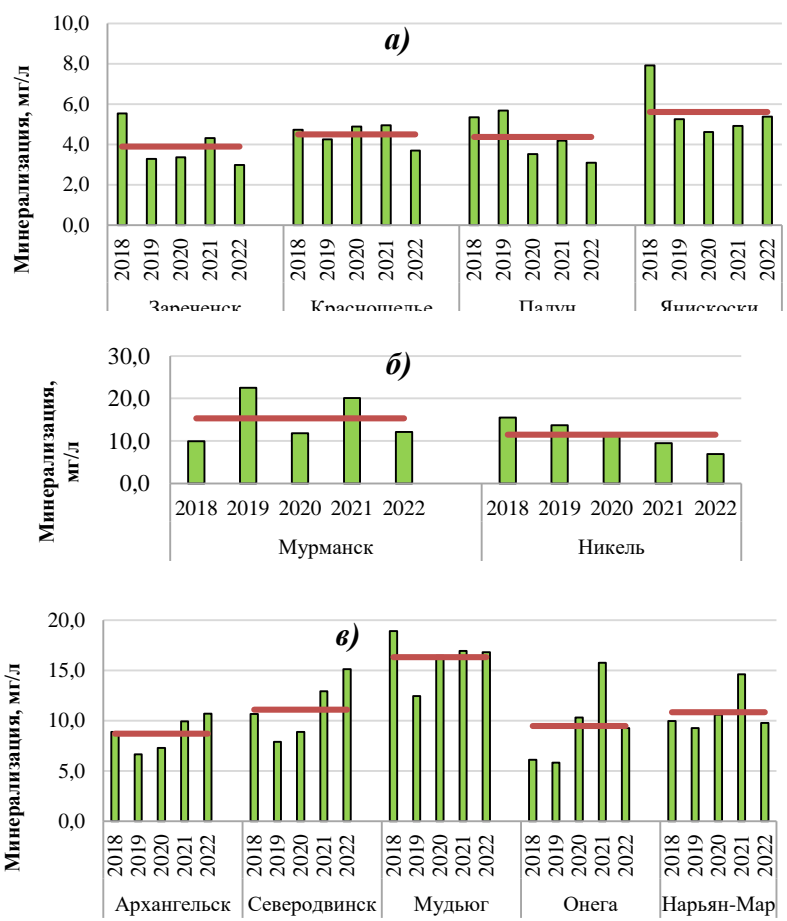 Минерализация, мг/л
а)
10,0
8,0
6,0
4,0
2,0
0,0
2018 2019 2020 2021 2022 2018 2019 2020 2021 2022 2018 2019 2020 2021 2022 2018 2019 2020 2021 2022
Зареченск Краснощелье Падун Янискоски
Минерализация,
мг/л
б)
30,0
20,0
10,0
0,0
2018 2019 2020 2021 2022 2018 2019 2020 2021 2022
Мурманск Никель
Минерализация, мг/л
в)
20,0
15,0
10,0
5,0
0,0
2018 2019 2020 2021 2022 2018 2019 2020 2021 2022 2018 2019 2020 2021 2022 2018 2019 2020 2021 2022 2018 2019 2020 2021 2022
Архангельск Северодвинск Мудьюг Онега Нарьян-Мар